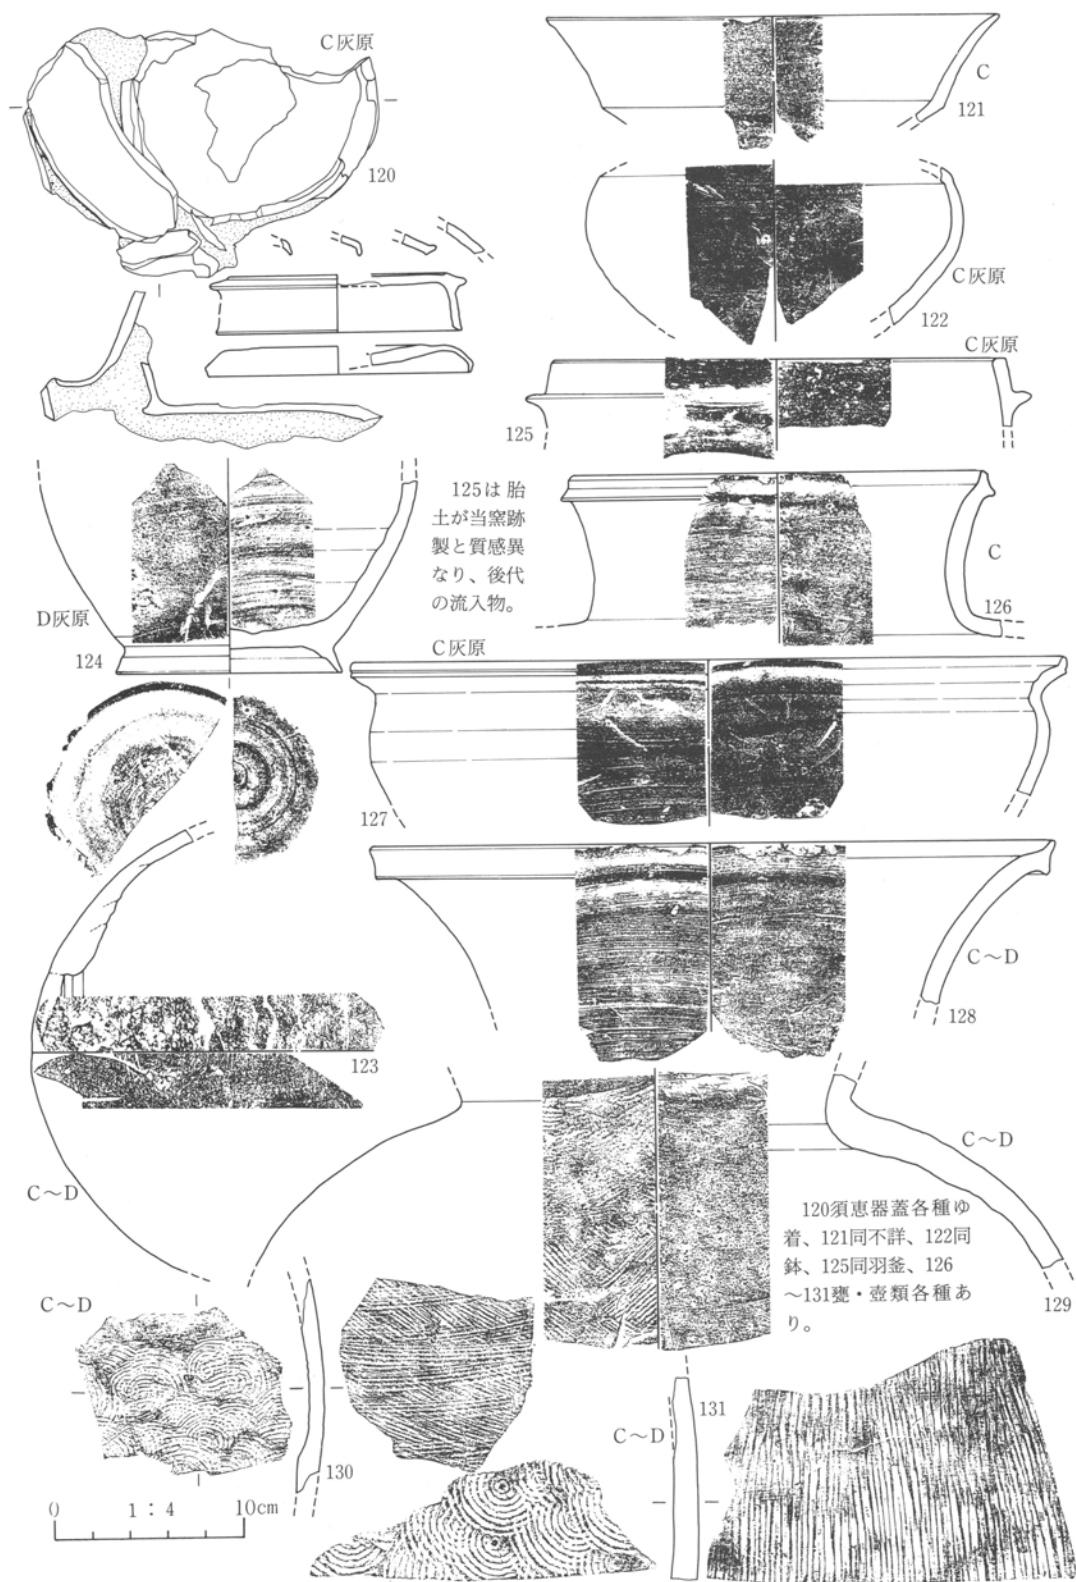 C灰原
120
C
121
C灰原
122
C灰原
125
125は胎
土が当窯跡
製と質感異
なり、後代
の流入物。
C
126
D灰原
124
C灰原
127
C～D
128
123
C～D
C～D
129
120須恵器蓋各種ゆ
着、121同不詳、122同
鉢、125同羽釜、126
～131甕・壺類各種あ
り。
C～D
130
C～D
131
0 1：4 10cm